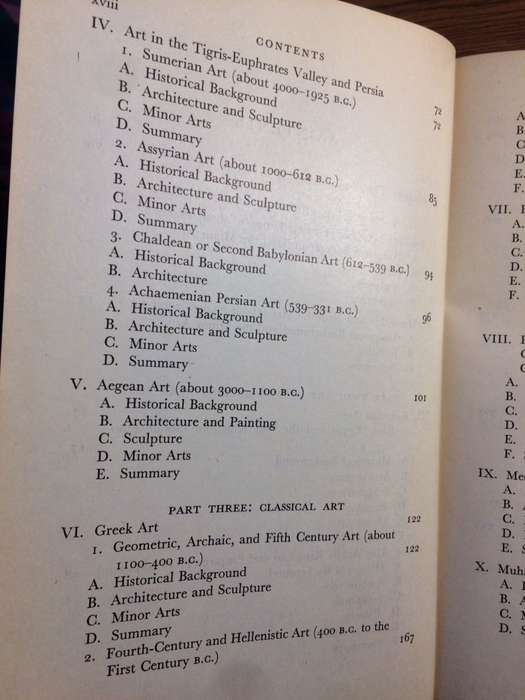 xviii
CONTENTS
IV. Art in the Tigris-Euphrates Valley and Persia 72
1. Sumerian Art (about 4000–1925 B.C.) 72
A. Historical Background
B. Architecture and Sculpture
C. Minor Arts
D. Summary
2. Assyrian Art (about 1000–612 B.C.) 85
A. Historical Background
B. Architecture and Sculpture
C. Minor Arts
D. Summary
3. Chaldean or Second Babylonian Art (612–539 B.C.) 94
A. Historical Background
B. Architecture
4. Achaemenian Persian Art (539–331 B.C.) 96
A. Historical Background
B. Architecture and Sculpture
C. Minor Arts
D. Summary
V. Aegean Art (about 3000–1100 B.C.) 101
A. Historical Background
B. Architecture and Painting
C. Sculpture
D. Minor Arts
E. Summary
PART THREE: CLASSICAL ART
VI. Greek Art 122
1. Geometric, Archaic, and Fifth Century Art (about
1100–400 B.C.) 122
A. Historical Background
B. Architecture and Sculpture
C. Minor Arts
D. Summary
2. Fourth-Century and Hellenistic Art (400 B.C. to the
First Century B.C.) 167
A
B.
C
D
E.
F.
VII.
A.
B.
C.
D.
E.
F.
VIII.
A.
B.
C.
D.
E.
F.
IX.
A.
B.
C.
D.
E.
X.
A.
B.
C.
D.